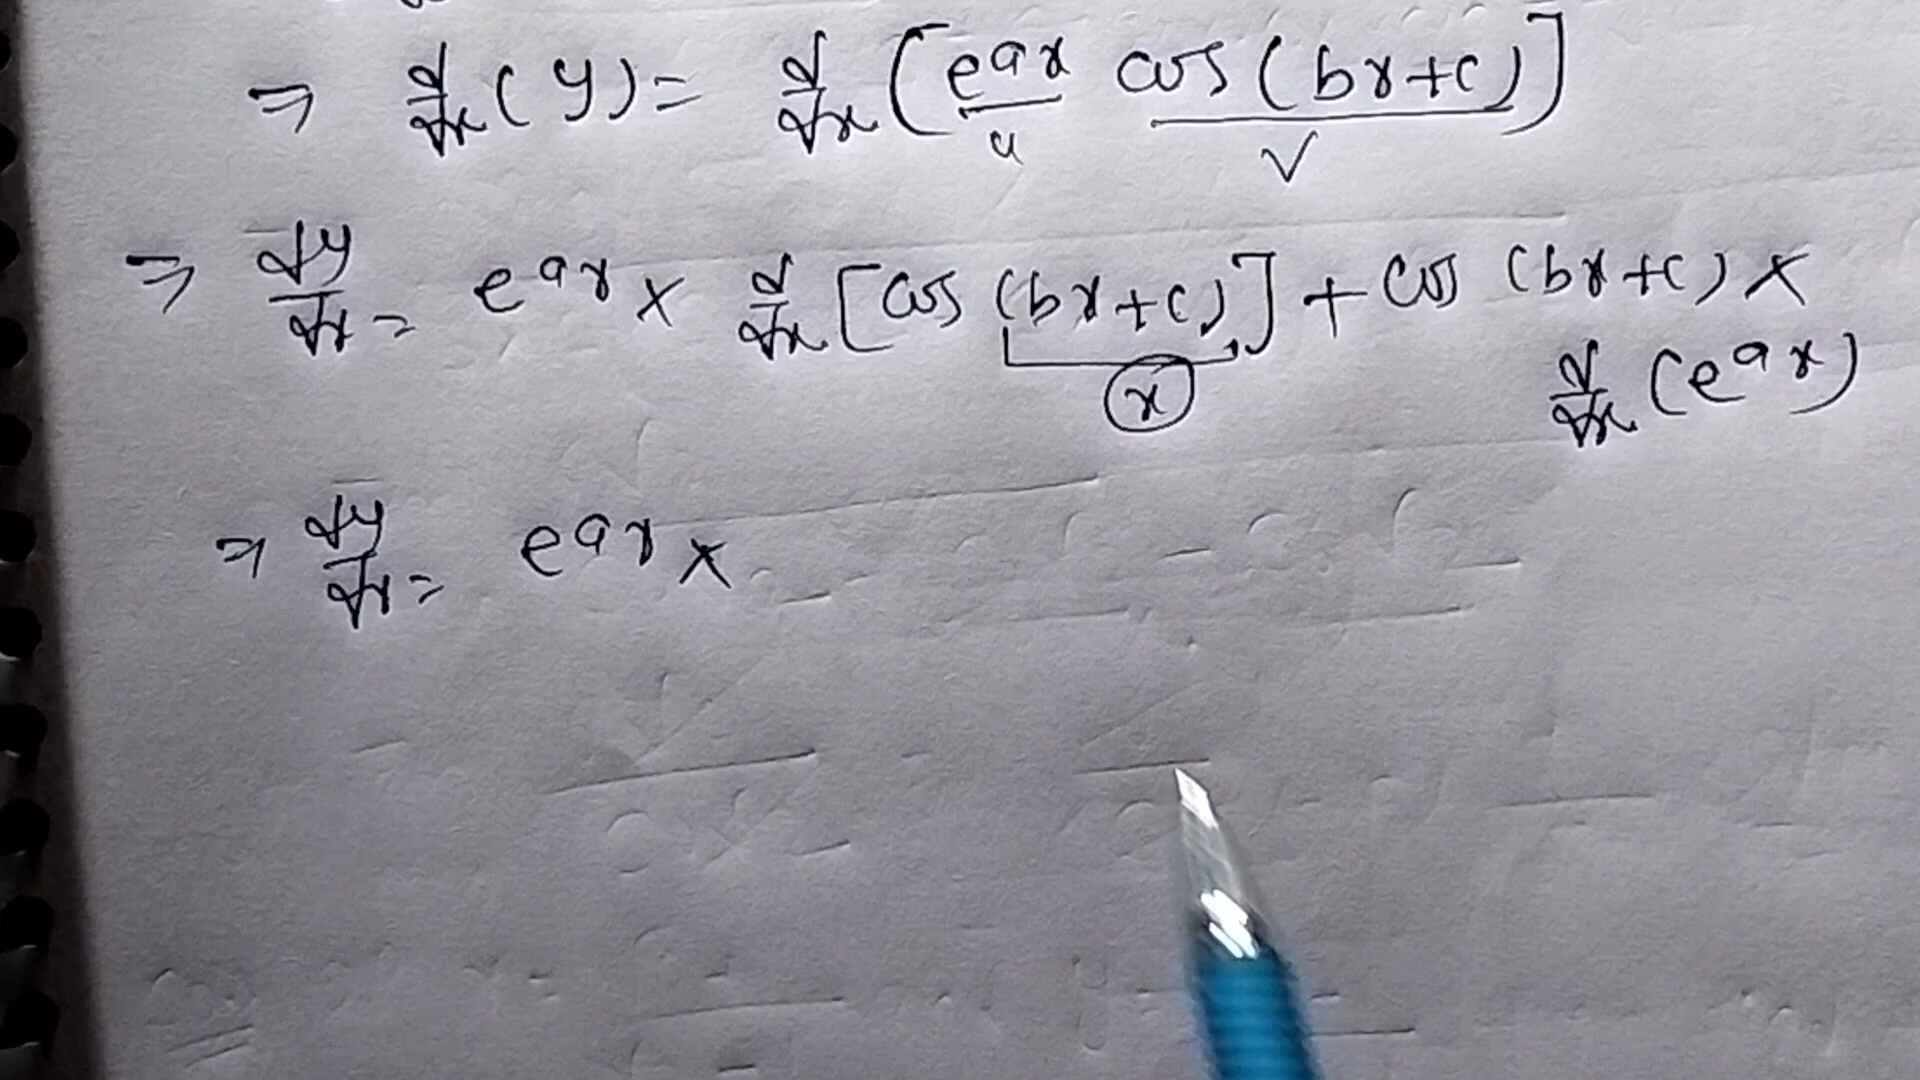 ⇒ d/dx (y) = d/dx [e^{ax} cos(bx+c)]
u v
⇒ dy/dx = e^{ax} × d/dx [cos (bx+c)] + cos (bx+c) ×
x
d/dx (e^{ax})
⇒ dy/dx = e^{ax} ×